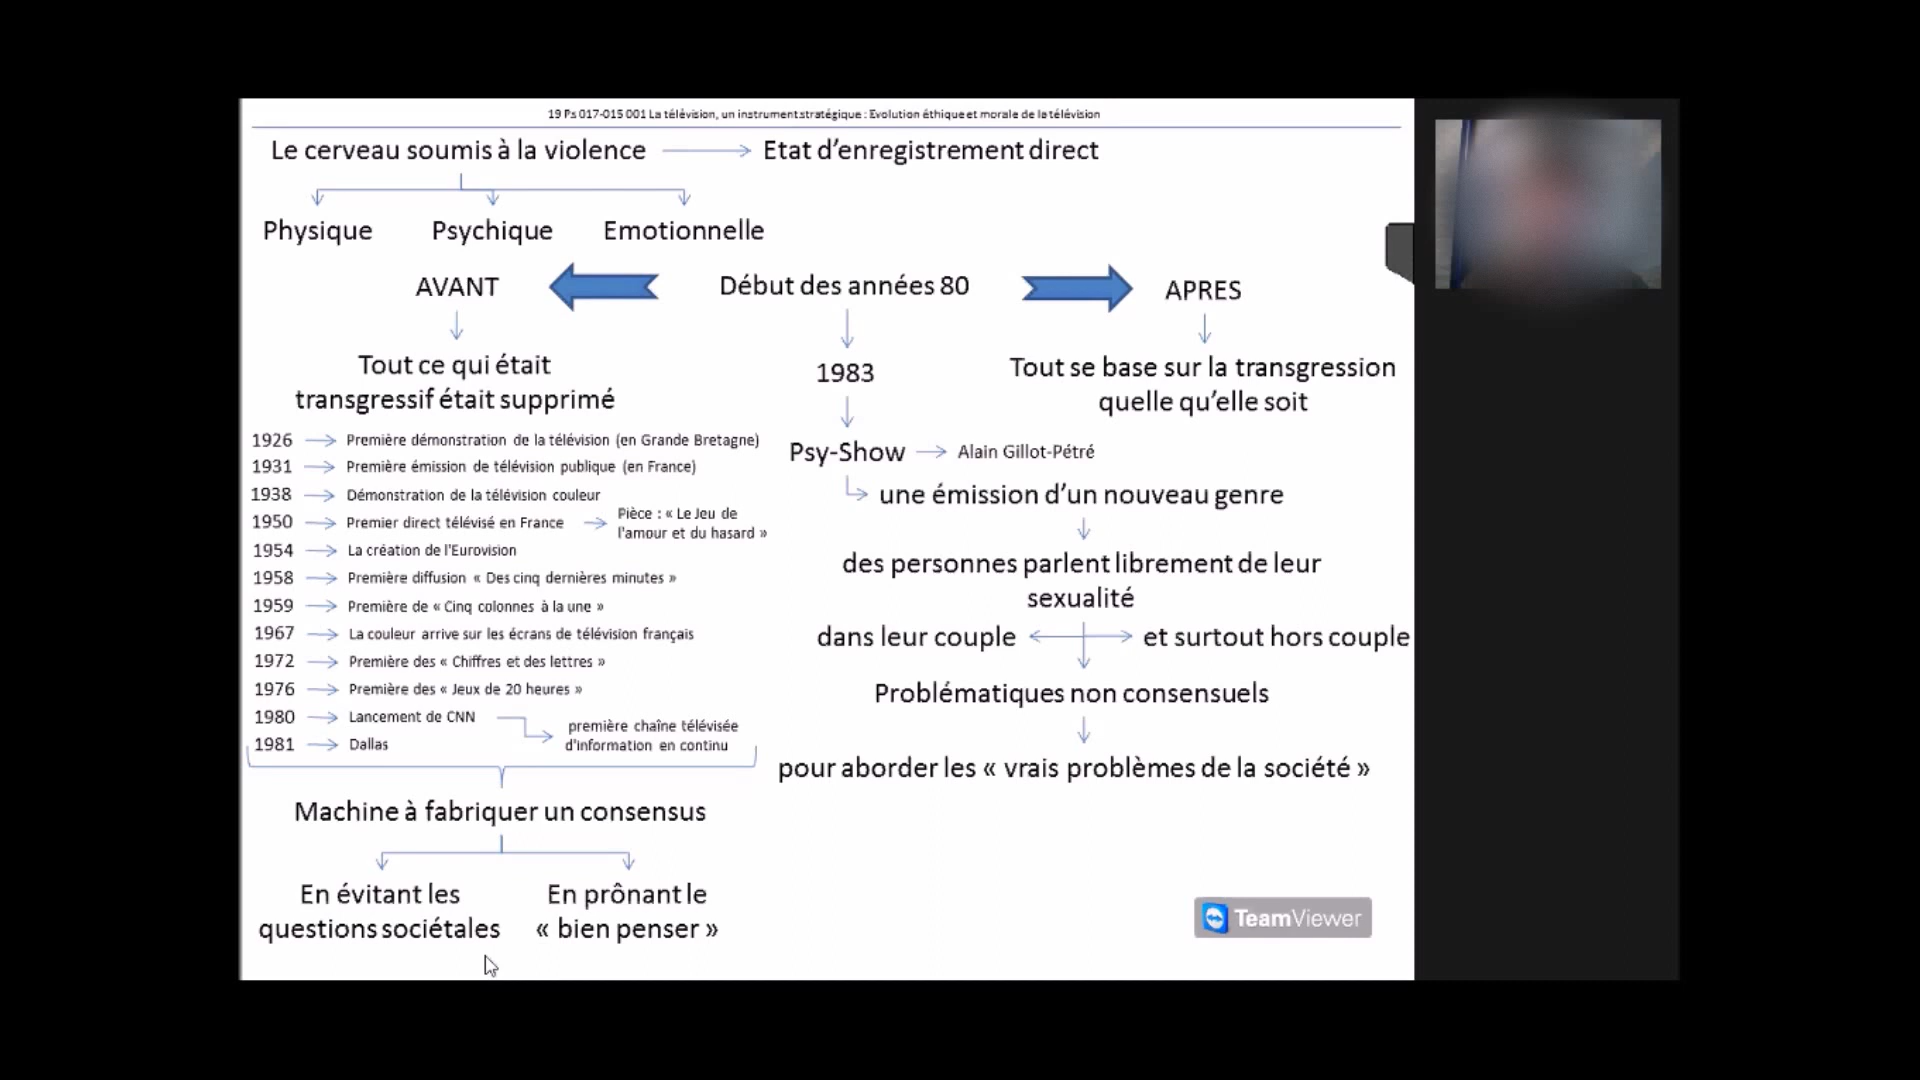 19 Ps 017-015 001 La télévision, un instrument stratégique : Evolution éthique et morale de la télévision
Le cerveau soumis à la violence
Etat d’enregistrement direct
Physique
Psychique
Emotionnelle
AVANT
Début des années 80
APRES
Tout ce qui était
transgressif était supprimé
1983
Tout se base sur la transgression
quelle qu’elle soit
1926 Première démonstration de la télévision (en Grande Bretagne)
1931 Première émission de télévision publique (en France)
1938 Démonstration de la télévision couleur
1950 Premier direct télévisé en France
Pièce : « Le Jeu de
l'amour et du hasard »
1954 La création de l'Eurovision
1958 Première diffusion « Des cinq dernières minutes »
1959 Première de « Cinq colonnes à la une »
1967 La couleur arrive sur les écrans de télévision français
1972 Première des « Chiffres et des lettres »
1976 Première des « Jeux de 20 heures »
1980 Lancement de CNN
première chaîne télévisée
d'information en continu
1981 Dallas
Machine à fabriquer un consensus
En évitant les
questions sociétales
En prônant le
« bien penser »
Psy-Show
Alain Gillot-Pétré
une émission d’un nouveau genre
des personnes parlent librement de leur
sexualité
dans leur couple
et surtout hors couple
Problématiques non consensuels
pour aborder les « vrais problèmes de la société »
TeamViewer